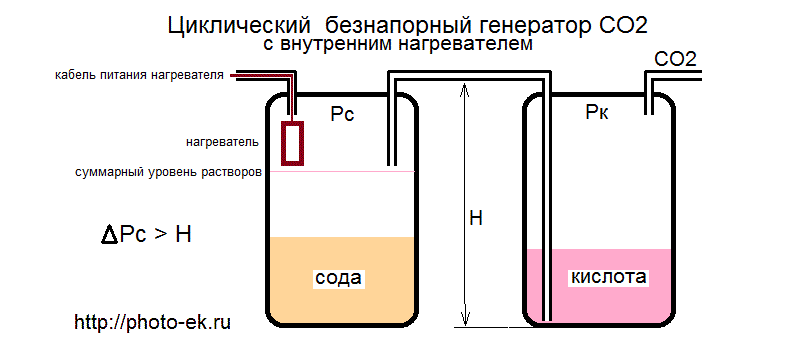 Циклический безнапорный генератор СО2
с внутренним нагревателем
кабель питания нагревателя
СО2
Рс
Рк
нагреватель
суммарный уровень растворов
Н
ΔРс > Н
сода
кислота
http://photo-ek.ru